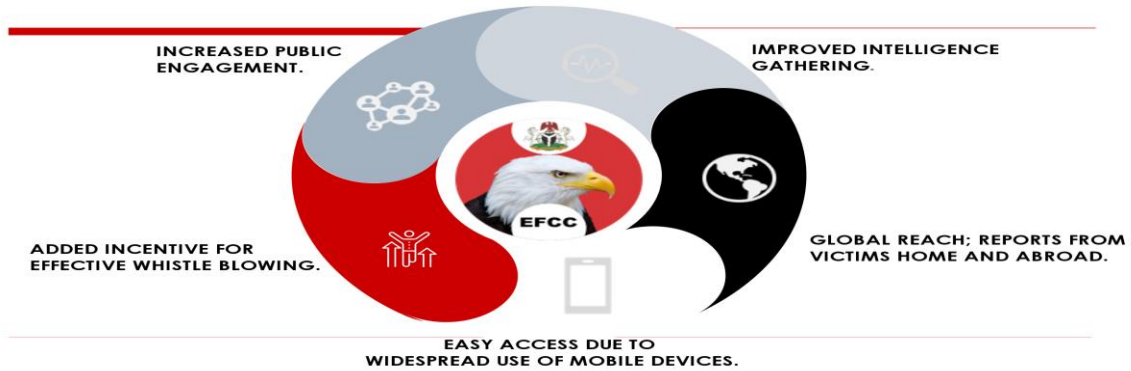 INCREASED PUBLIC
ENGAGEMENT.
IMPROVED INTELLIGENCE
GATHERING.
EFCC
ADDED INCENTIVE FOR
EFFECTIVE WHISTLE BLOWING.
GLOBAL REACH; REPORTS FROM
VICTIMS HOME AND ABROAD.
EASY ACCESS DUE TO
WIDESPREAD USE OF MOBILE DEVICES.